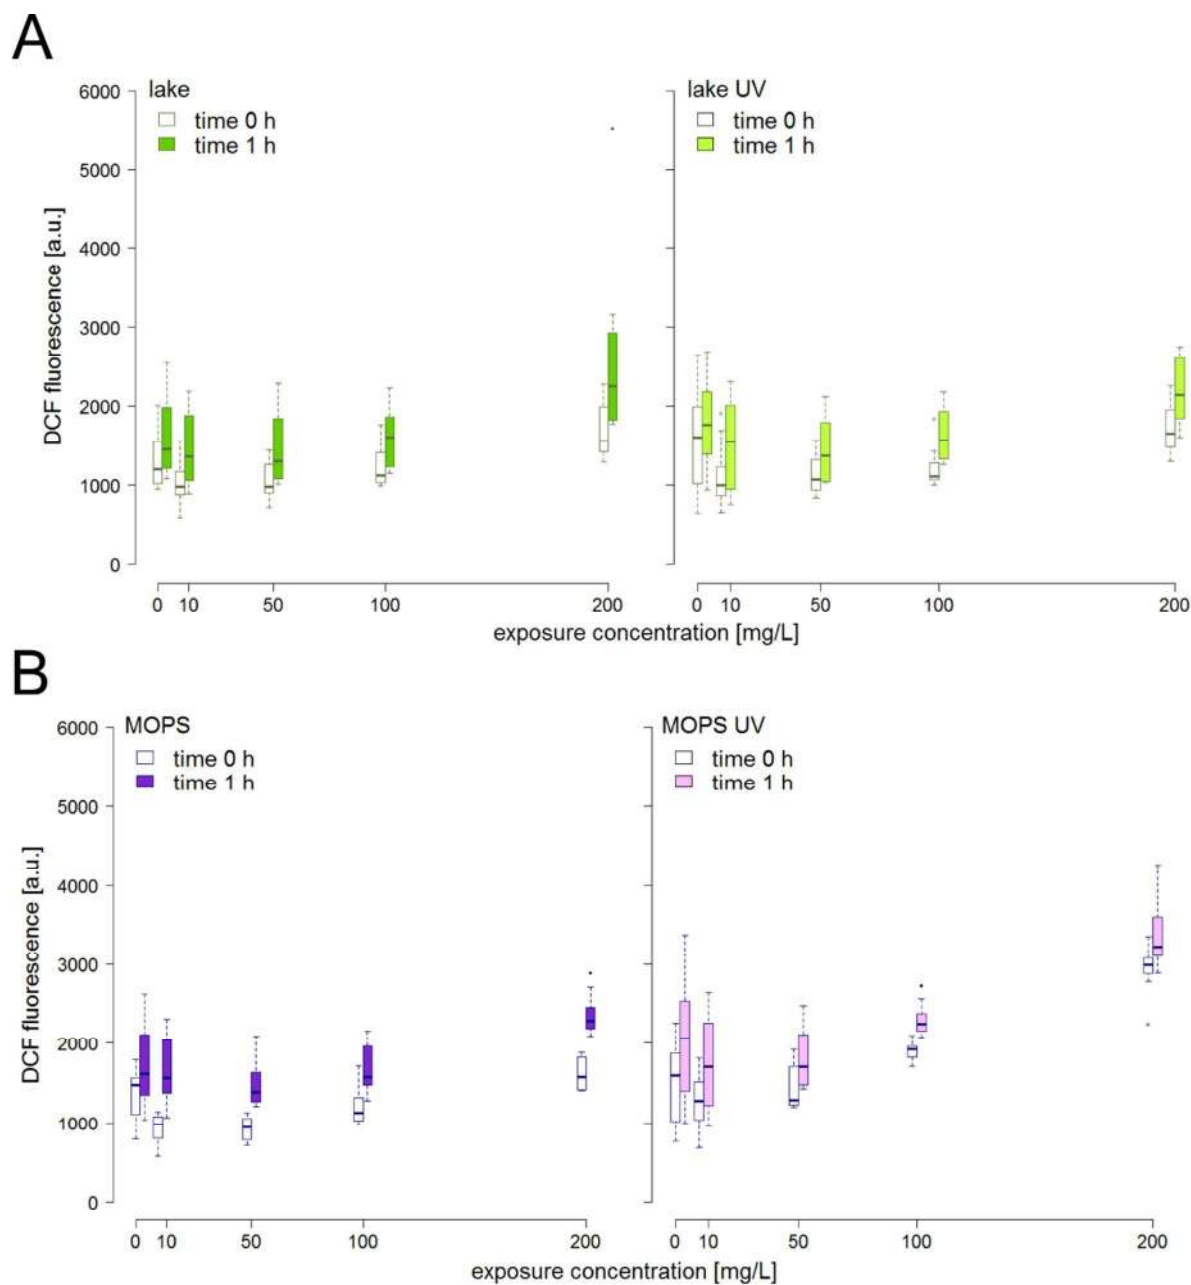 A
lake
time 0 h
time 1 h
lake UV
time 0 h
time 1 h
6000
5000
4000
3000
2000
1000
0
DCF fluorescence [a.u.]
0 10 50 100 200
0 10 50 100 200
exposure concentration [mg/L]
B
MOPS
time 0 h
time 1 h
MOPS UV
time 0 h
time 1 h
6000
5000
4000
3000
2000
1000
0
DCF fluorescence [a.u.]
0 10 50 100 200
0 10 50 100 200
exposure concentration [mg/L]